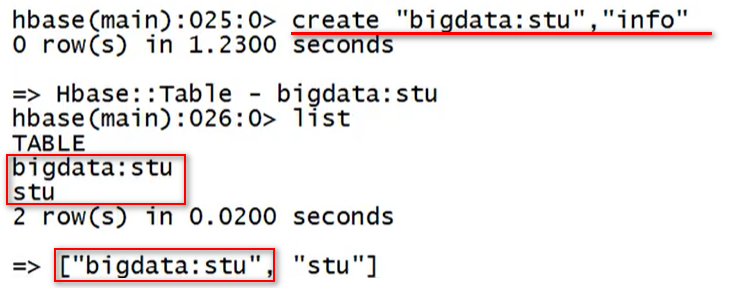 hbase(main):025:0> create "bigdata:stu","info"
0 row(s) in 1.2300 seconds
=> Hbase::Table - bigdata:stu
hbase(main):026:0> list
TABLE
bigdata:stu
stu
2 row(s) in 0.0200 seconds
=> ["bigdata:stu", "stu"]